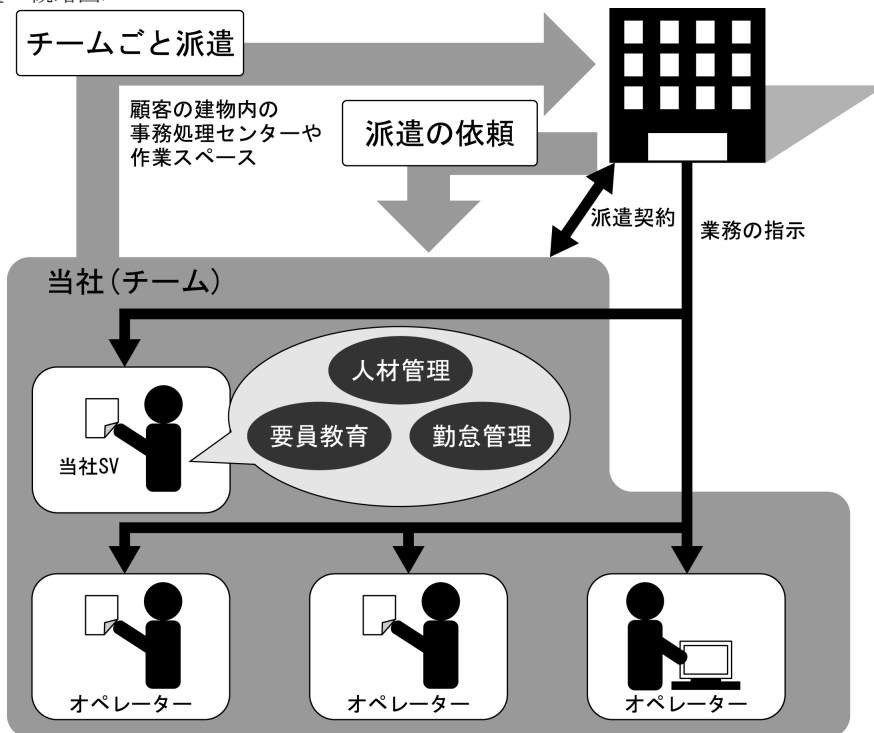 チームごと派遣
顧客の建物内の
事務処理センターや
作業スペース
派遣の依頼
派遣契約
業務の指示
当社(チーム)
人材管理
要員教育
勤怠管理
当社SV
オペレーター
オペレーター
オペレーター